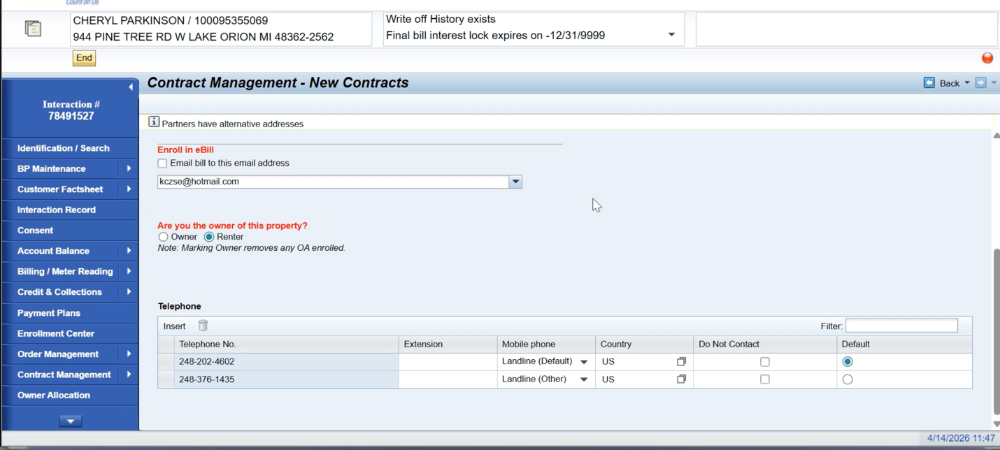 Count on Us
CHERYL PARKINSON / 100095355069
944 PINE TREE RD W LAKE ORION MI 48362-2562
Write off History exists
Final bill interest lock expires on -12/31/9999
End
Contract Management - New Contracts
Back
Interaction #
78491527
Partners have alternative addresses
Identification / Search
BP Maintenance
Customer Factsheet
Interaction Record
Consent
Account Balance
Billing / Meter Reading
Credit & Collections
Payment Plans
Enrollment Center
Order Management
Contract Management
Owner Allocation
Enroll in eBill
Email bill to this email address
kczse@hotmail.com
Are you the owner of this property?
Owner Renter
Note: Marking Owner removes any OA enrolled.
Telephone
Insert Filter:
Telephone No. Extension Mobile phone Country Do Not Contact Default
248-202-4602 Landline (Default) US
248-376-1435 Landline (Other) US
4/14/2026 11:47